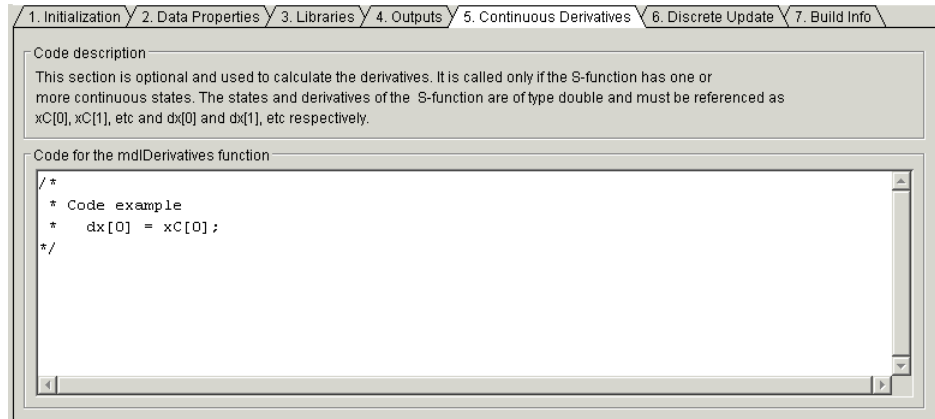 1. Initialization 2. Data Properties 3. Libraries 4. Outputs 5. Continuous Derivatives 6. Discrete Update 7. Build Info
Code description
This section is optional and used to calculate the derivatives. It is called only if the S-function has one or
more continuous states. The states and derivatives of the S-function are of type double and must be referenced as
xC[0], xC[1], etc and dx[0] and dx[1], etc respectively.
Code for the mdlDerivatives function
/*
* Code example
* dx[0] = xC[0];
*/